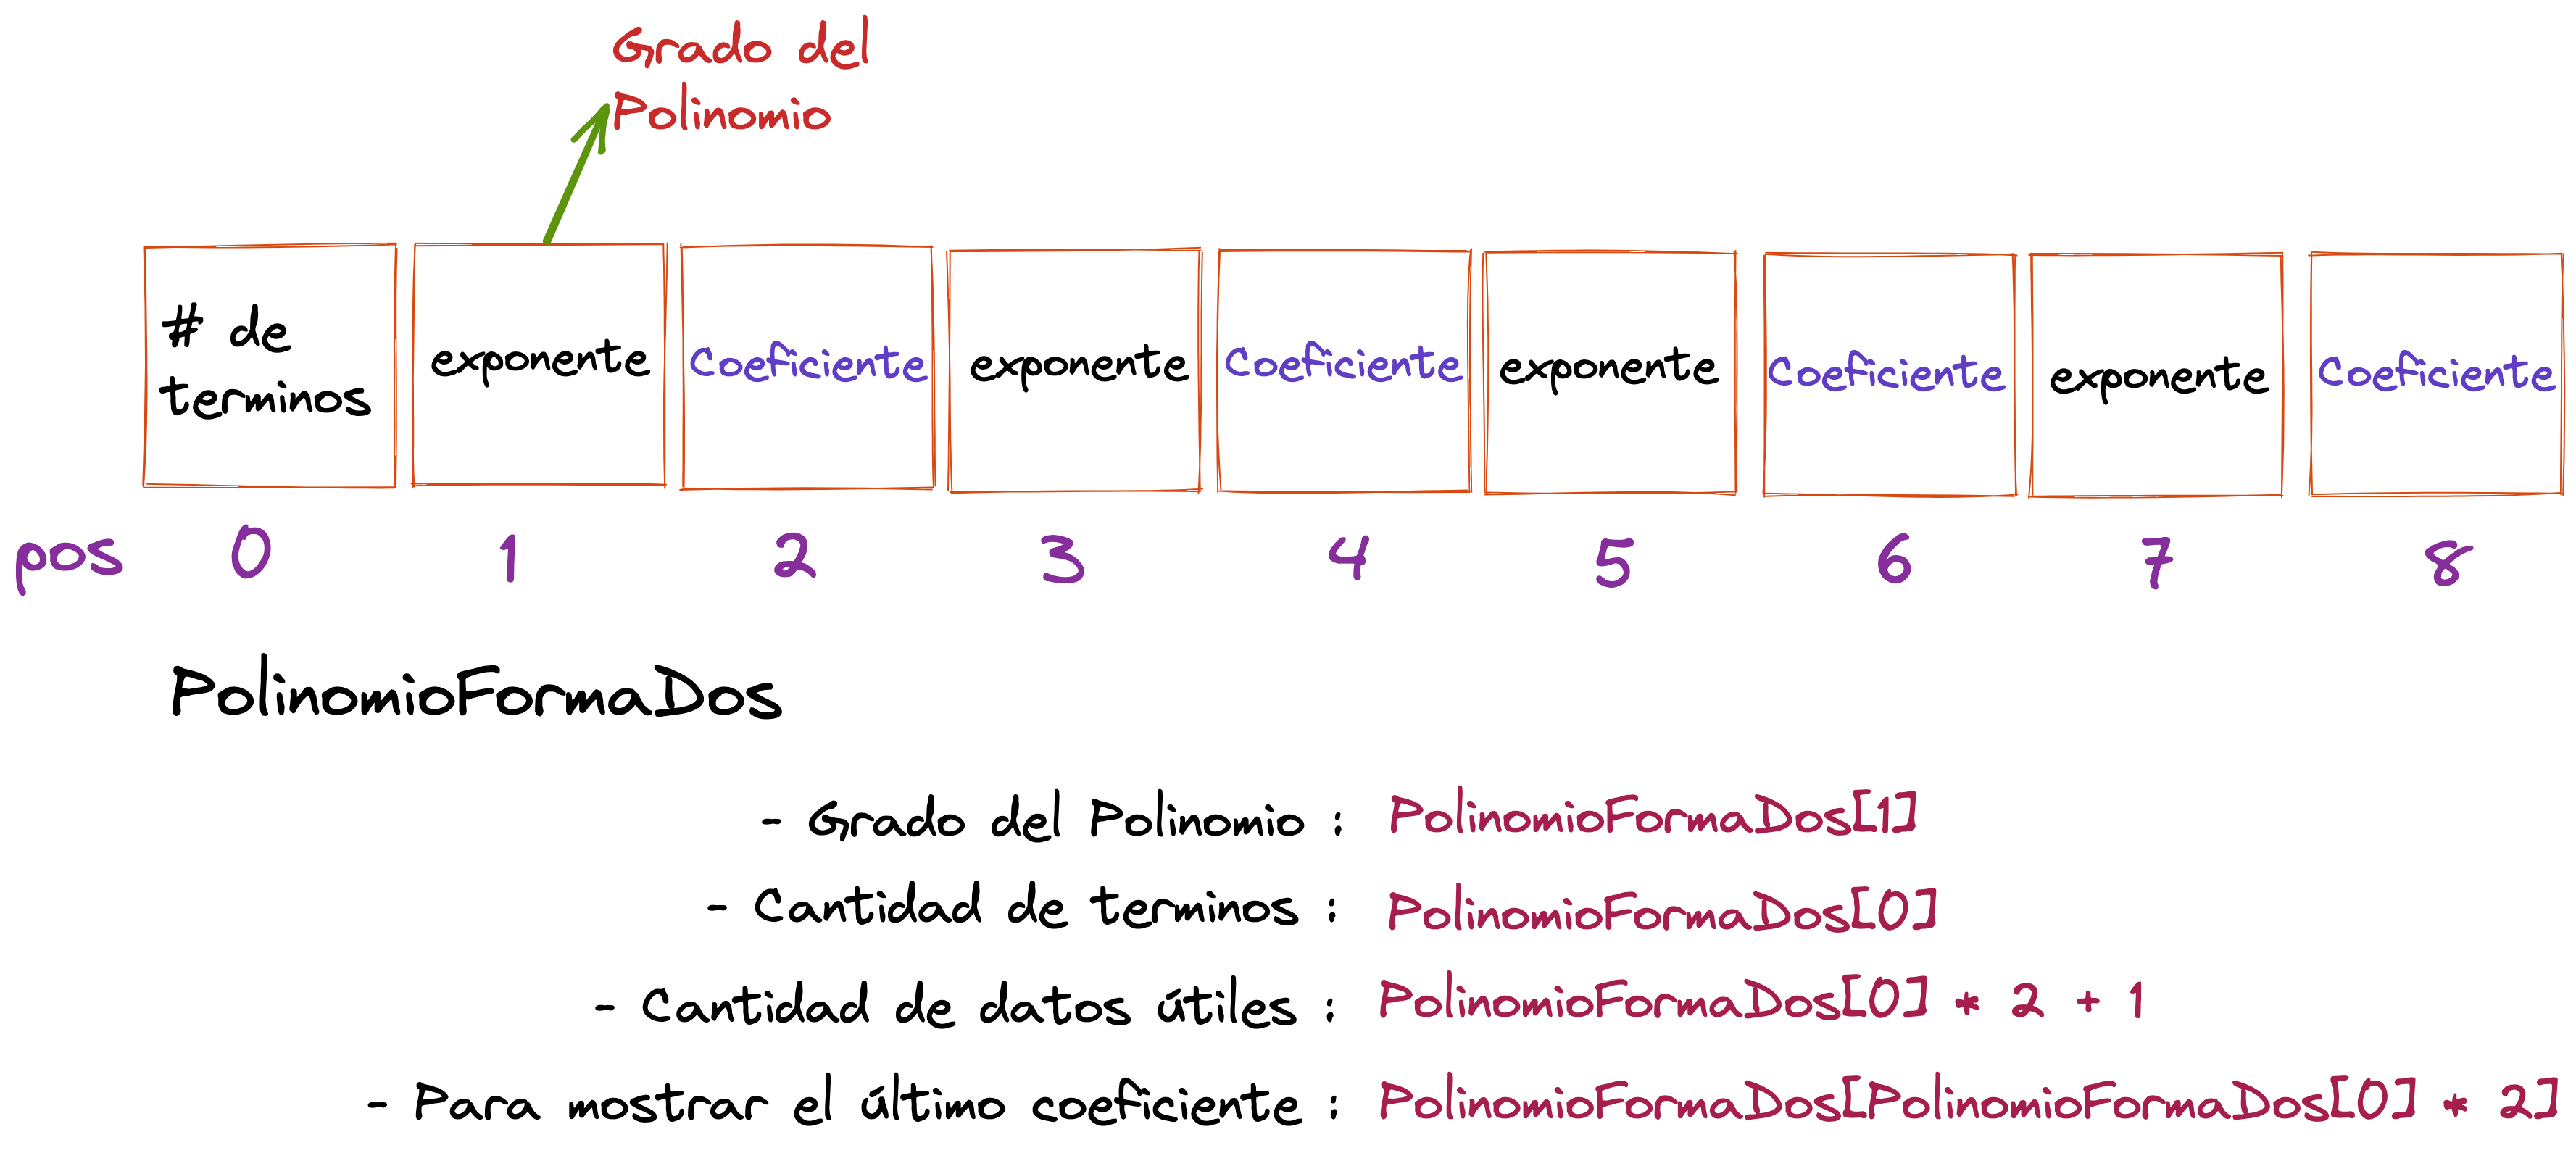 Grado del
Polinomio
# de
terminos
exponente
Coeficiente
exponente
Coeficiente
exponente
Coeficiente
exponente
Coeficiente
pos 0 1 2 3 4 5 6 7 8
PolinomioFormaDos
- Grado del Polinomio : PolinomioFormaDos[1]
- Cantidad de terminos : PolinomioFormaDos[0]
- Cantidad de datos útiles : PolinomioFormaDos[0] * 2 + 1
- Para mostrar el último coeficiente : PolinomioFormaDos[PolinomioFormaDos[0] * 2]